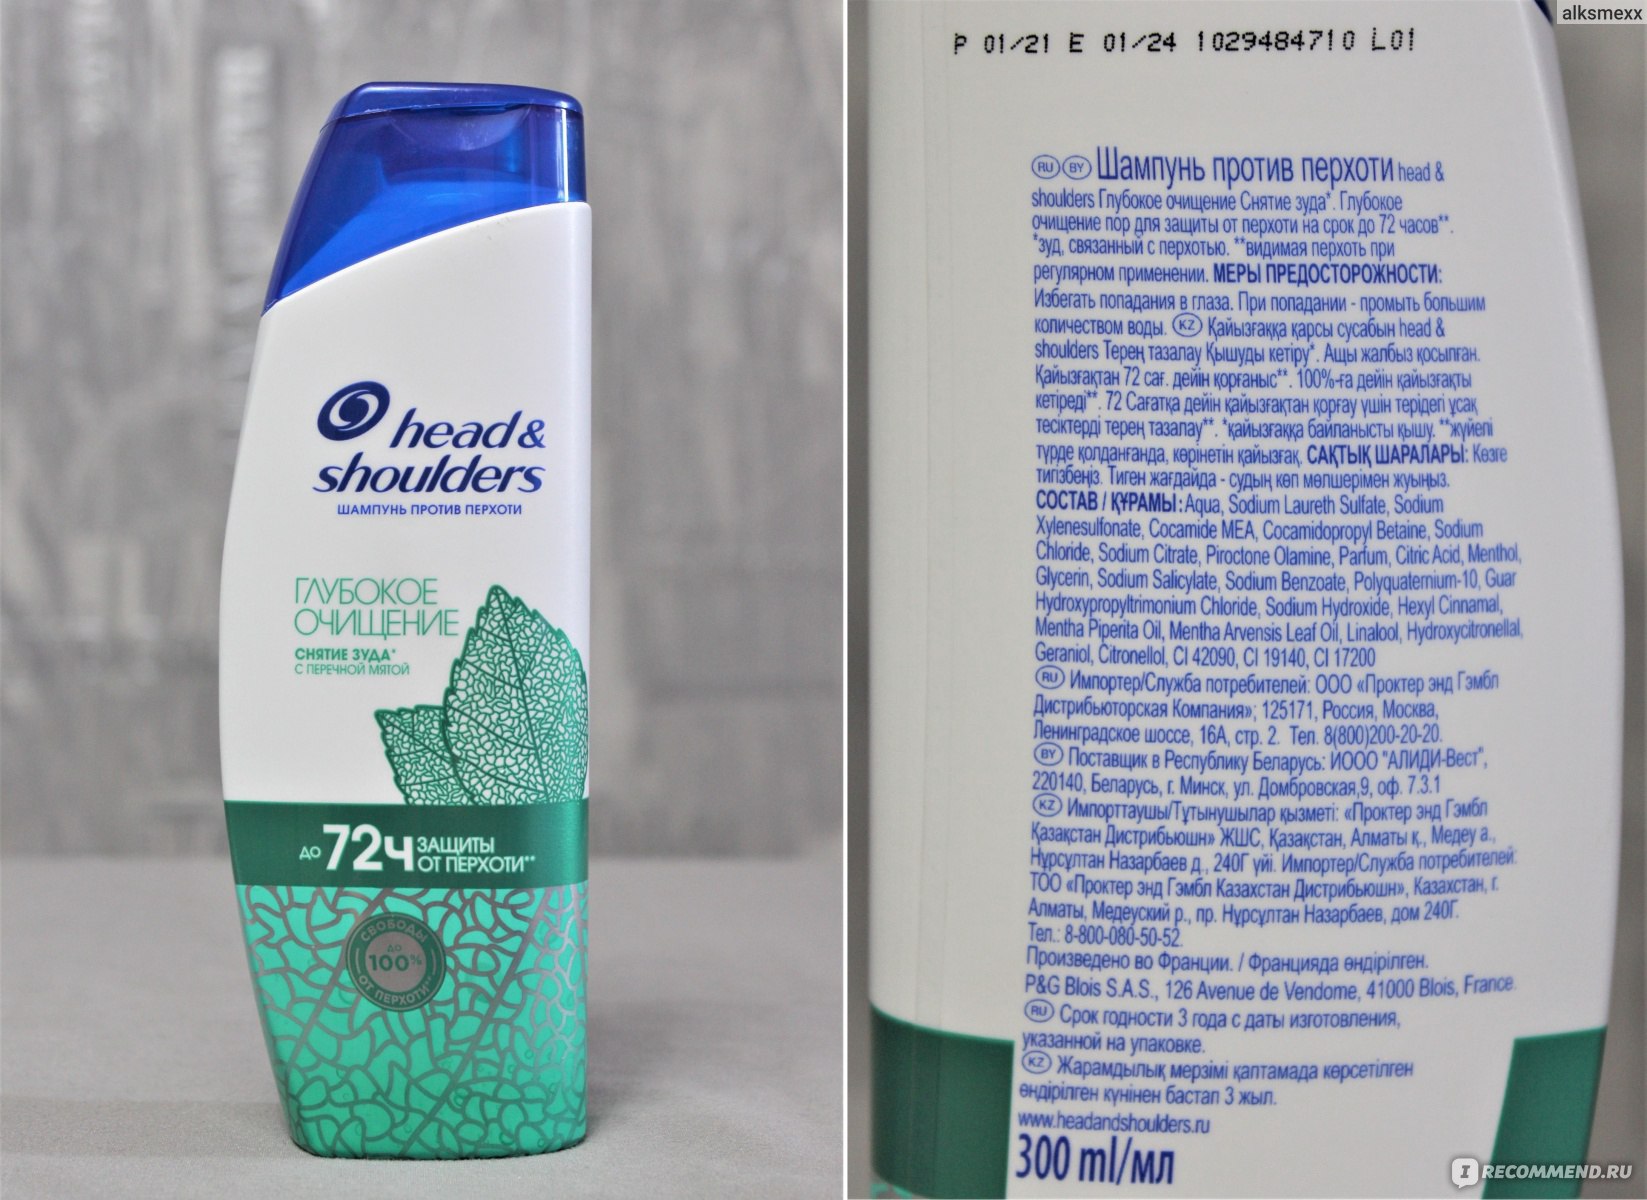 head &
shoulders
ШАМПУНЬ ПРОТИВ ПЕРХОТИ
ГЛУБОКОЕ
ОЧИЩЕНИЕ
СНЯТИЕ ЗУДА*
С ПЕРЕЧНОЙ МЯТОЙ
ДО 72Ч ЗАЩИТЫ
ОТ ПЕРХОТИ**
СВОБОДЫ
ДО
100%
ОТ ПЕРХОТИ**
alksmexx
P 01/21 E 01/24 1029484710 L01
RU BY Шампунь против перхоти head &
shoulders Глубокое очищение Снятие зуда*. Глубокое
очищение пор для защиты от перхоти на срок до 72 часов**.
*зуд, связанный с перхотью. **видимая перхоть при
регулярном применении. МЕРЫ ПРЕДОСТОРОЖНОСТИ:
Избегать попадания в глаза. При попадании - промыть большим
количеством воды. KZ Қайызғаққа қарсы сусабын head &
shoulders Терең тазалау Қышуды кетіру*. Ащы жалбыз қосылған.
Қайызғақтан 72 сағ. дейін қорғаныс**. 100%-ға дейін қайызғақты
кетіреді**. 72 Сағатқа дейін қайызғақтан қорғау үшін терідегі ұсақ
тесіктерді терең тазалау**. *қайызғаққа байланысты қышу. **жүйелі
түрде қолданғанда, көрінетін қайызғақ. САҚТЫҚ ШАРАЛАРЫ: Көзге
тигізбеңіз. Тиген жағдайда - судың көп мөлшерімен жуыңыз.
СОСТАВ / ҚҰРАМЫ: Aqua, Sodium Laureth Sulfate, Sodium
Xylenesulfonate, Cocamide MEA, Cocamidopropyl Betaine, Sodium
Chloride, Sodium Citrate, Piroctone Olamine, Parfum, Citric Acid, Menthol,
Glycerin, Sodium Salicylate, Sodium Benzoate, Polyquaternium-10, Guar
Hydroxypropyltrimonium Chloride, Sodium Hydroxide, Hexyl Cinnamal,
Mentha Piperita Oil, Mentha Arvensis Leaf Oil, Linalool, Hydroxycitronellal,
Geraniol, Citronellol, CI 42090, CI 19140, CI 17200
RU Импортер/Служба потребителей: ООО «Проктер энд Гэмбл
Дистрибьюторская Компания»; 125171, Россия, Москва,
Ленинградское шоссе, 16А, стр. 2. Тел. 8(800)200-20-20.
BY Поставщик в Республику Беларусь: ИООО "АЛИДИ-Вест",
220140, Беларусь, г. Минск, ул. Домбровская,9, оф. 7.3.1
KZ Импорттаушы/Тұтынушылар қызметі: «Проктер энд Гэмбл
Қазақстан Дистрибьюшн» ЖШС, Қазақстан, Алматы қ., Медеу а.,
Нұрсұлтан Назарбаев д., 240Г үйі. Импортер/Служба потребителей:
ТОО «Проктер энд Гэмбл Казахстан Дистрибьюшн», Казахстан, г.
Алматы, Медеуский р., пр. Нұрсұлтан Назарбаев, дом 240Г.
Тел.: 8-800-080-50-52.
Произведено во Франции. / Францияда өндірілген.
P&G Blois S.A.S., 126 Avenue de Vendome, 41000 Blois, France.
RU Срок годности 3 года с даты изготовления,
указанной на упаковке.
KZ Жарамдылық мерзімі қаптамада көрсетілген
өндірілген күнінен бастап 3 жыл.
www.headandshoulders.ru
300 ml/мл
IRECOMMEND.RU